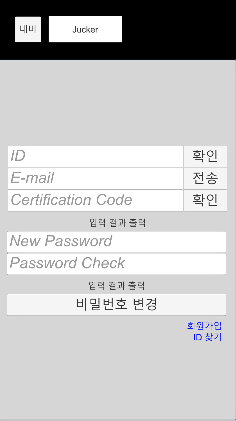 내비 Jucker
ID 확인
E-mail 전송
Certification Code 확인
입력 결과 출력
New Password
Password Check
입력 결과 출력
비밀번호 변경
회원가입
ID 찾기